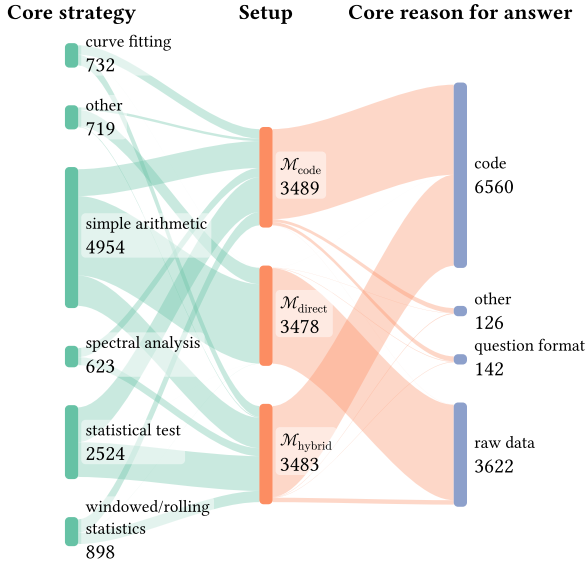 Core strategy
Setup
Core reason for answer
curve fitting
732
other
719
simple arithmetic
4954
spectral analysis
623
statistical test
2524
windowed/rolling
statistics
898
ℳcode
3489
ℳdirect
3478
ℳhybrid
3483
code
6560
other
126
question format
142
raw data
3622